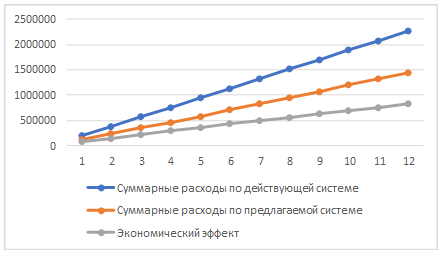 2500000
2000000
1500000
1000000
500000
0
1 2 3 4 5 6 7 8 9 10 11 12
Суммарные расходы по действующей системе
Суммарные расходы по предлагаемой системе
Экономический эффект